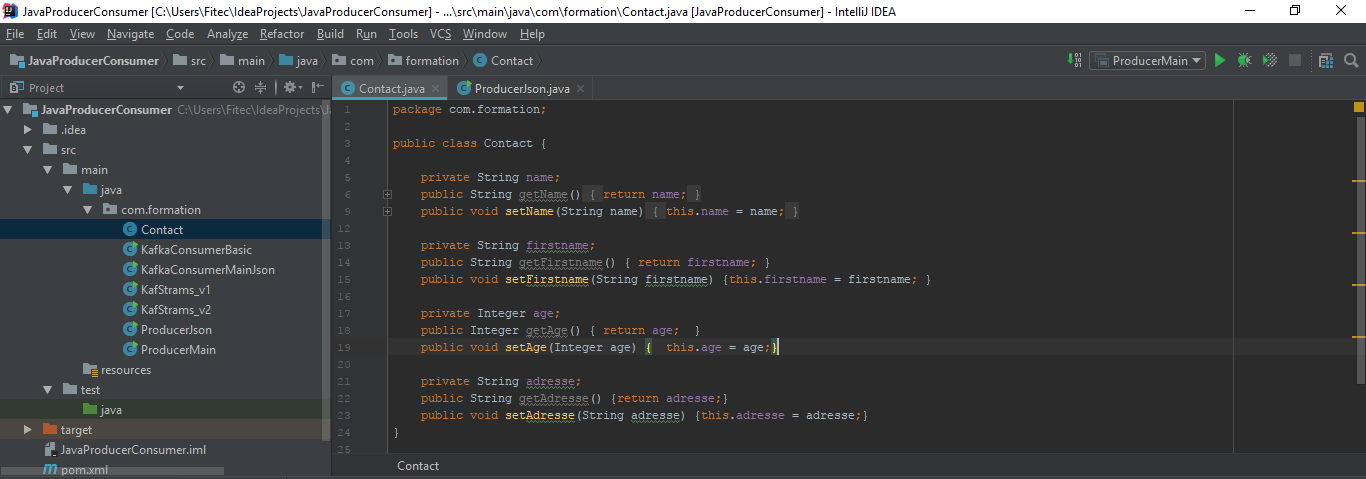 JavaProducerConsumer [C:\Users\Fitec\IdeaProjects\JavaProducerConsumer] - ...\src\main\java\com\formation\Contact.java [JavaProducerConsumer] - IntelliJ IDEA
File Edit View Navigate Code Analyze Refactor Build Run Tools VCS Window Help
JavaProducerConsumer src main java com formation Contact ProducerMain
Project
Contact.java ProducerJson.java
JavaProducerConsumer C:\Users\Fitec\IdeaProjects\J
.idea
src
main
java
com.formation
Contact
KafkaConsumerBasic
KafkaConsumerMainJson
KafStrams_v1
KafStrams_v2
ProducerJson
ProducerMain
resources
test
java
target
JavaProducerConsumer.iml
pom.xml
1 package com.formation;
2
3 public class Contact {
4
5 private String name;
6 public String getName() { return name; }
9 public void setName(String name) { this.name = name; }
12
13 private String firstname;
14 public String getFirstname() { return firstname; }
15 public void setFirstname(String firstname) {this.firstname = firstname; }
16
17 private Integer age;
18 public Integer getAge() { return age;  }
19 public void setAge(Integer age) {  this.age = age;}
20
21 private String adresse;
22 public String getAdresse() {return adresse;}
23 public void setAdresse(String adresse) {this.adresse = adresse;}
24 }
25
Contact